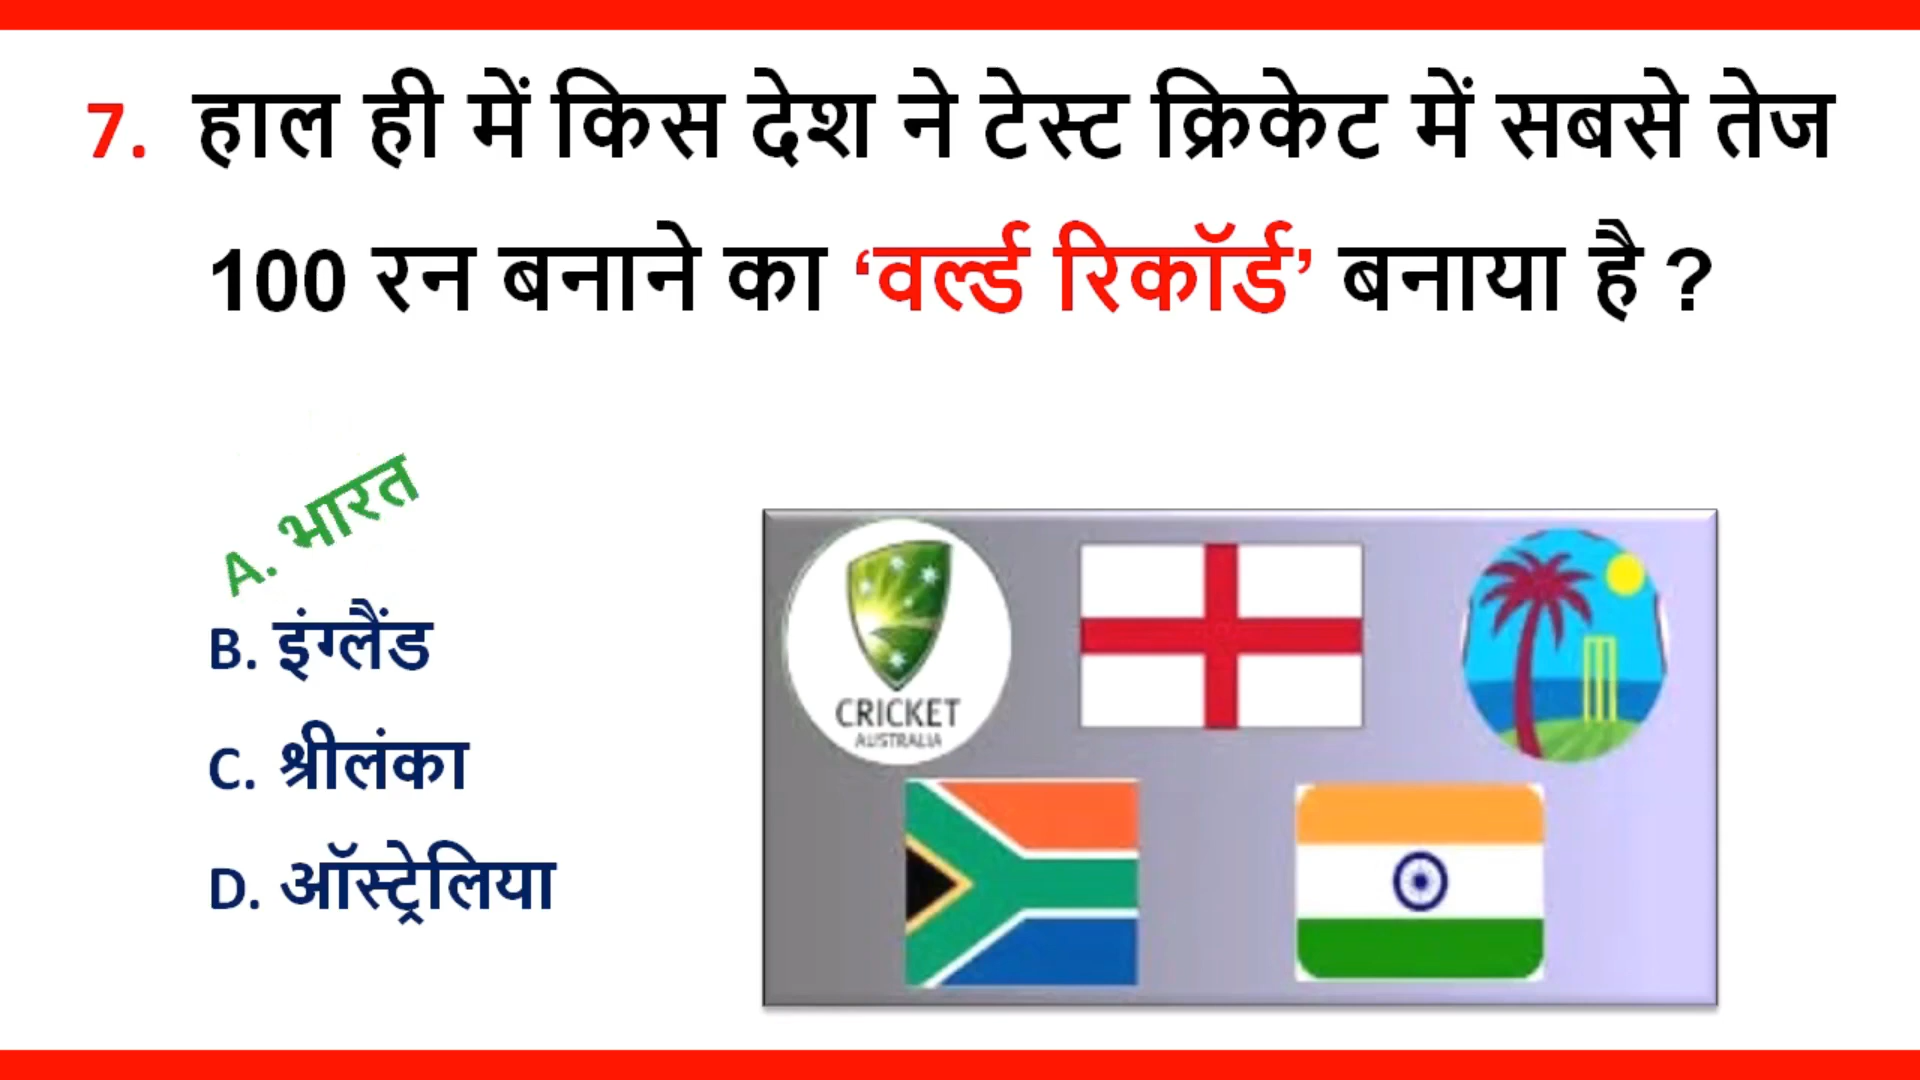 7. हाल ही में किस देश ने टेस्ट क्रिकेट में सबसे तेज
100 रन बनाने का ‘वर्ल्ड रिकॉर्ड’ बनाया है ?
A. भारत
B. इंग्लैंड
C. श्रीलंका
D. ऑस्ट्रेलिया
CRICKET
AUSTRALIA